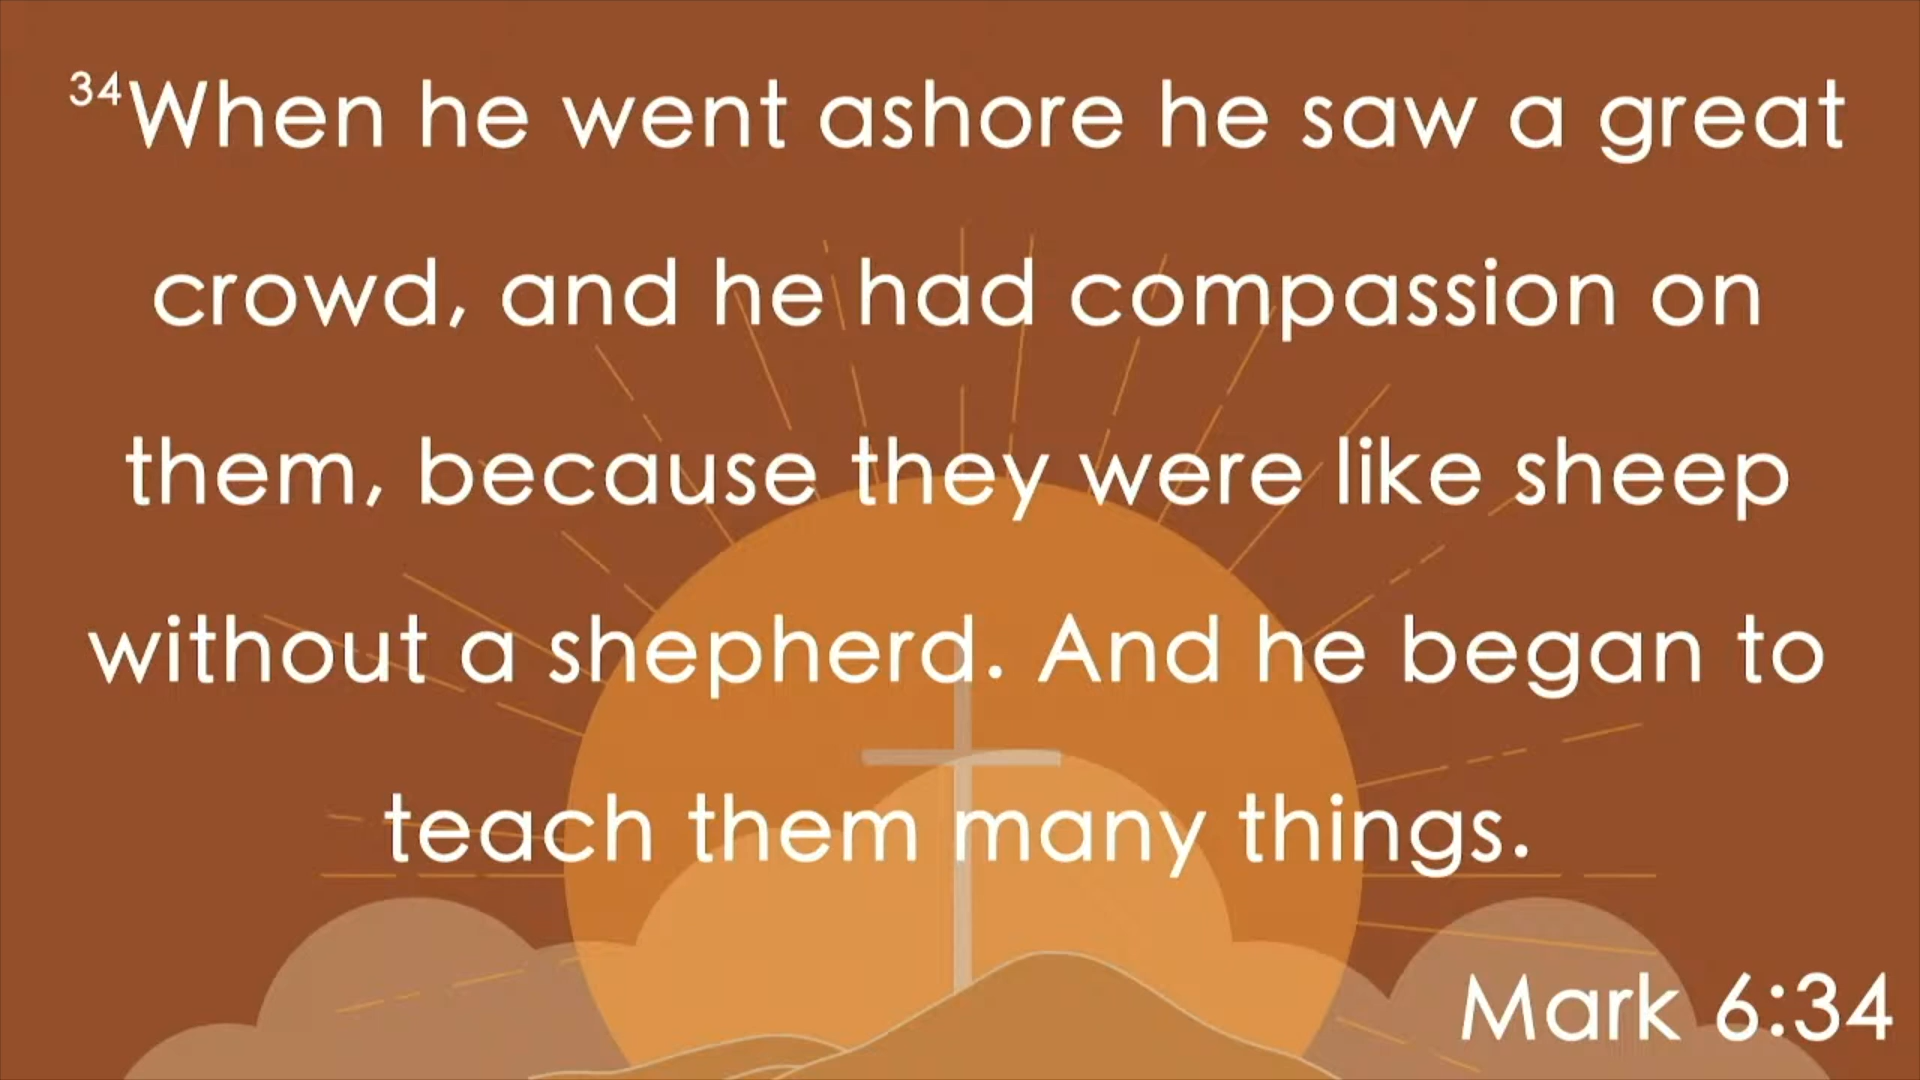 34When he went ashore he saw a great
crowd, and he had compassion on
them, because they were like sheep
without a shepherd. And he began to
teach them many things.
Mark 6:34